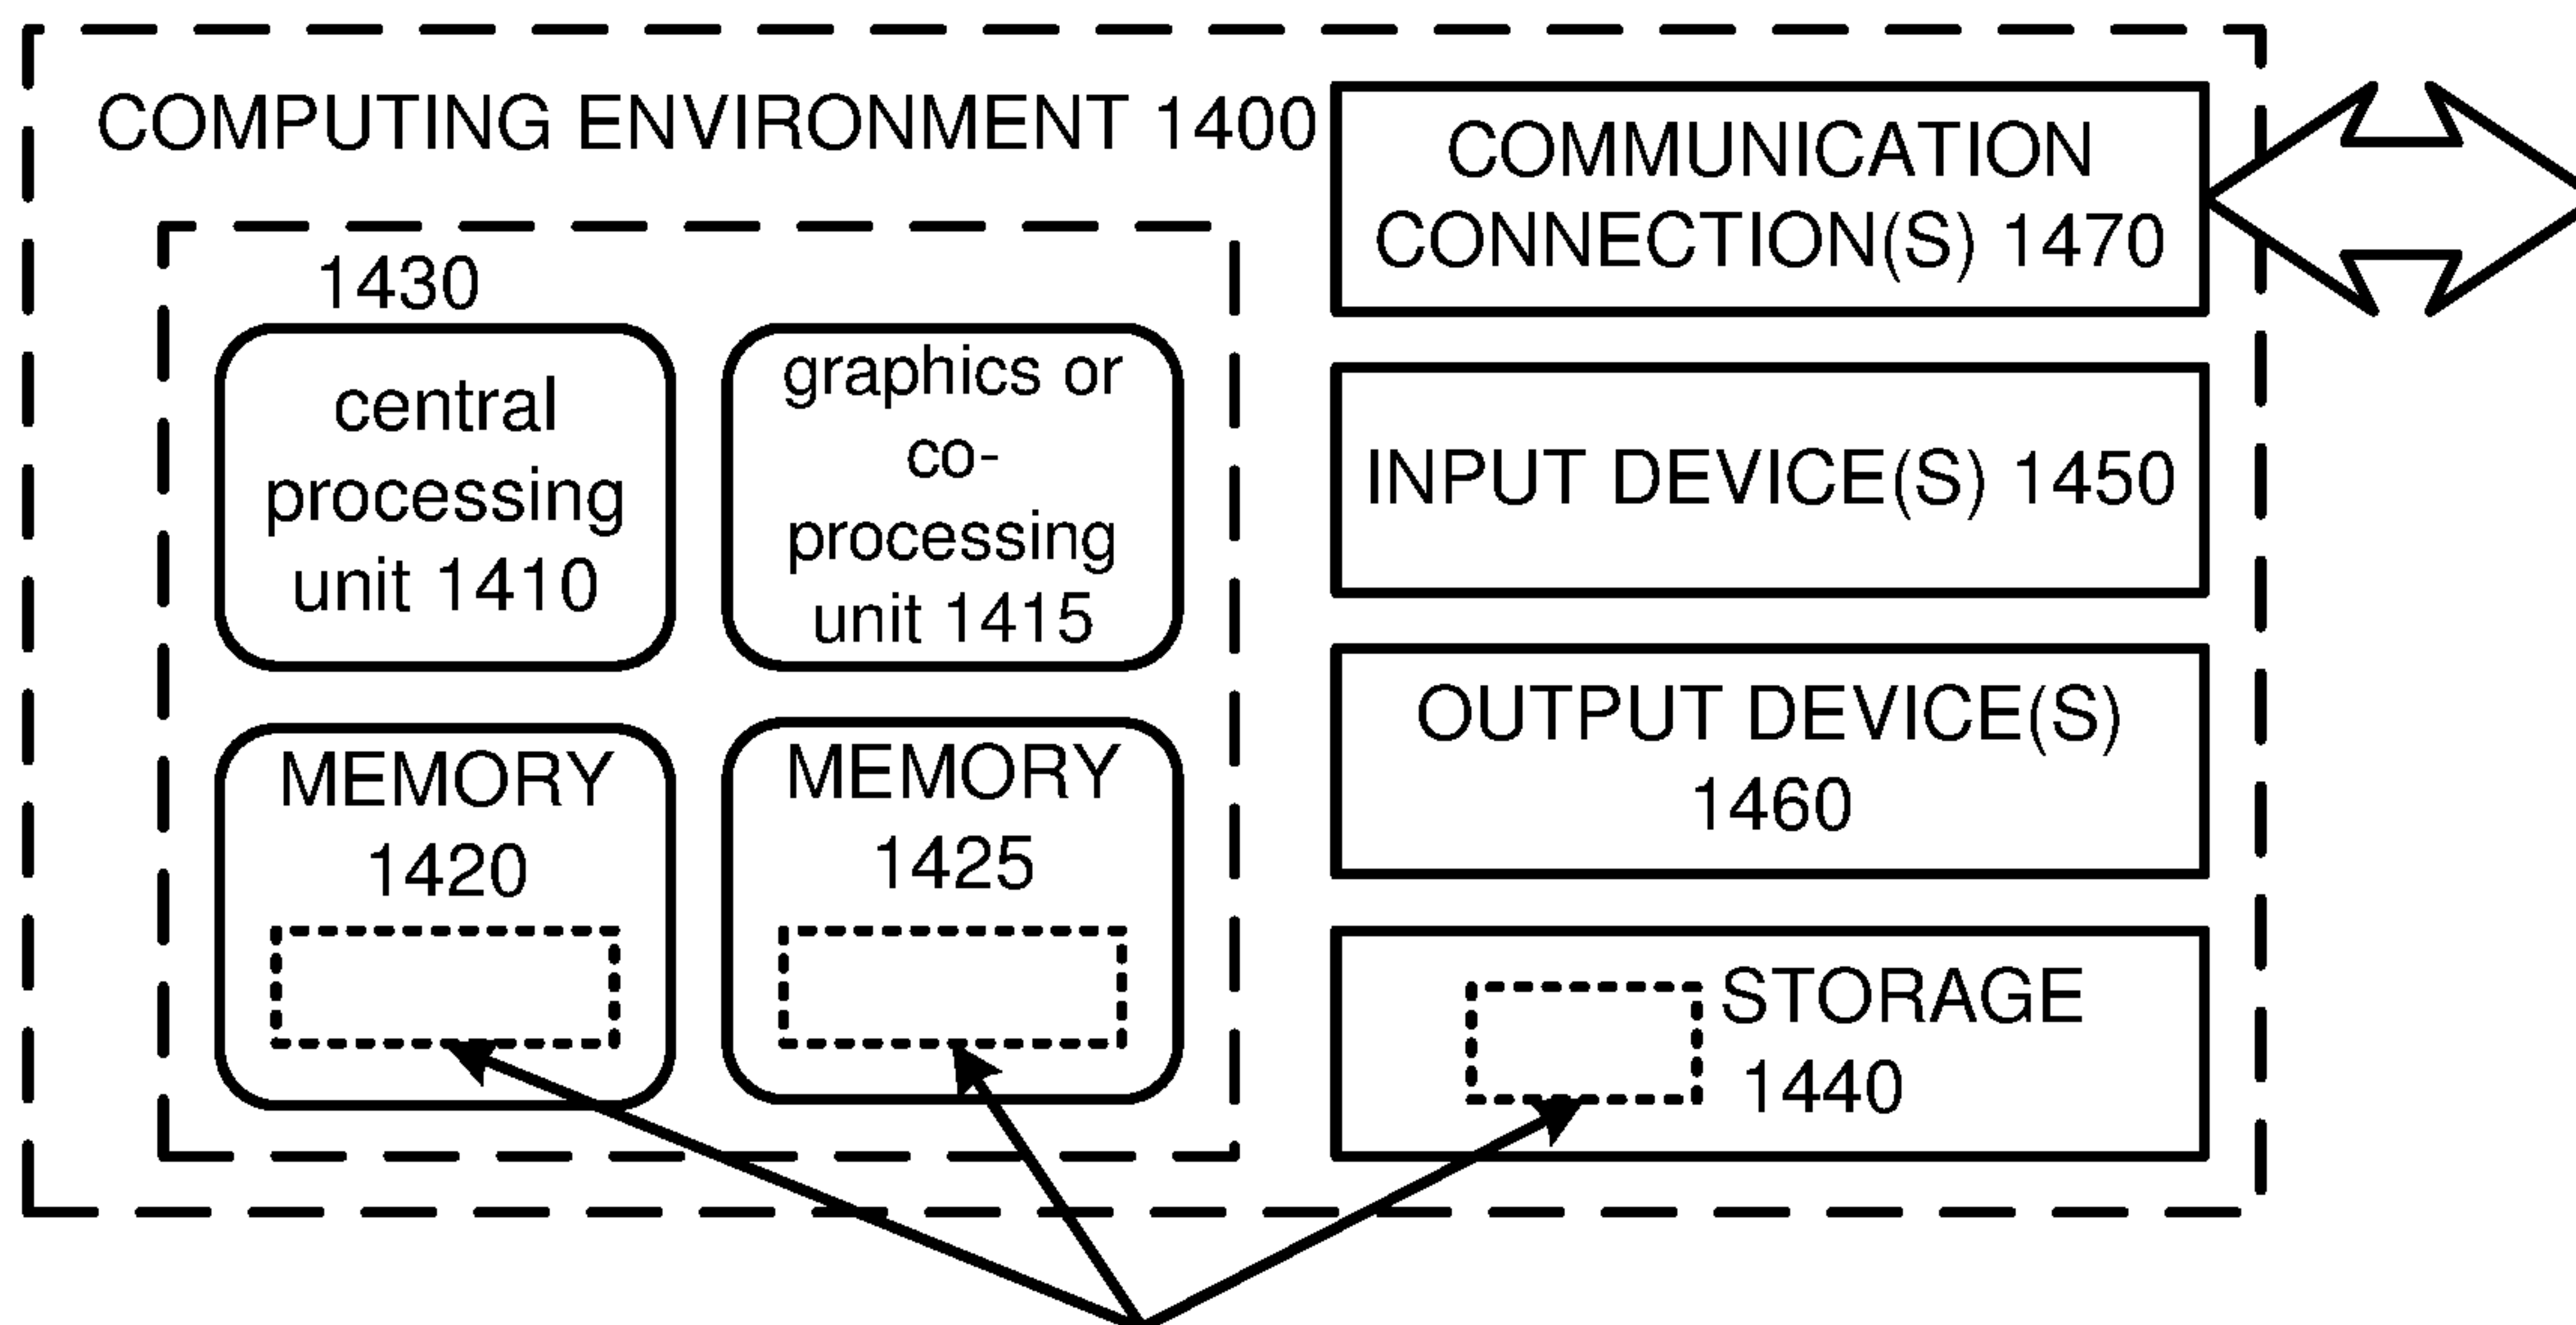 COMPUTING ENVIRONMENT 1400
1430
central
processing
unit 1410
graphics or
co-
processing
unit 1415
MEMORY
1420
MEMORY
1425
COMMUNICATION
CONNECTION(S) 1470
INPUT DEVICE(S) 1450
OUTPUT DEVICE(S)
1460
STORAGE
1440